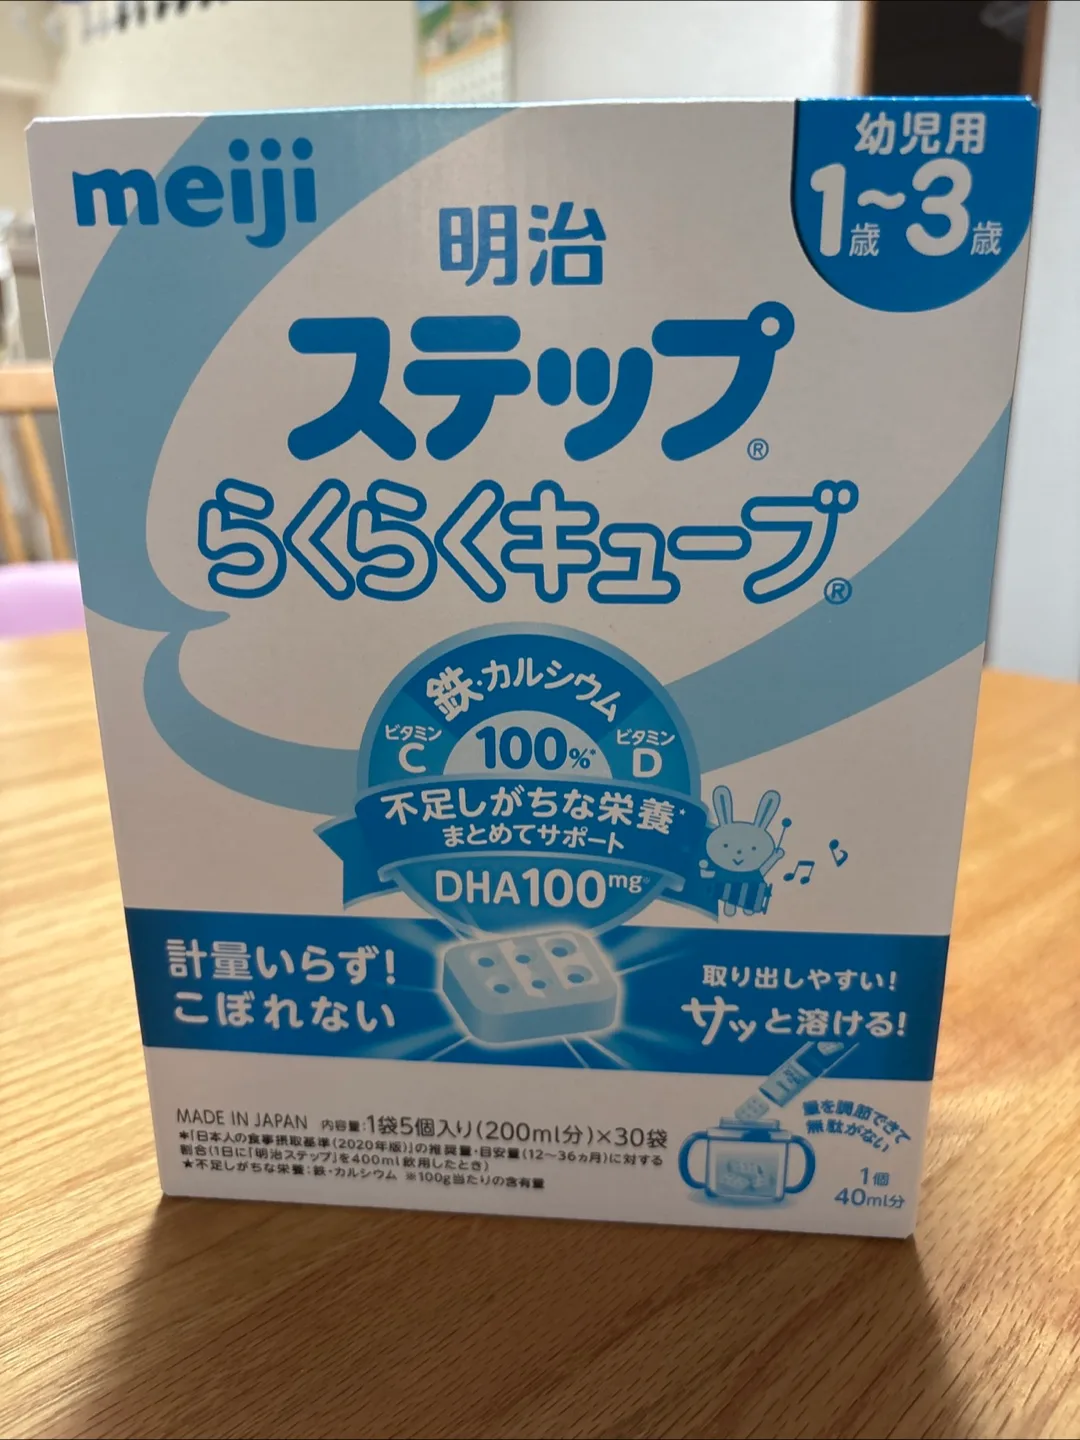 meiji
幼児用
1歳~3歳
明治
ステップ®
らくらくキューブ®
鉄・カルシウム
ビタミンC
100%*
ビタミンD
不足しがちな栄養★
まとめてサポート
DHA100mg※
計量いらず!
こぼれない
取り出しやすい!
サッと溶ける!
量を調節できて
無駄がない
1個
40ml分
MADE IN JAPAN 内容量:1袋5個入り(200ml分)×30袋
*「日本人の食事摂取基準(2020年版)」の推奨量・目安量(12~36ヵ月)に対する
割合(1日に「明治ステップ」を400ml飲用したとき)
★不足しがちな栄養:鉄・カルシウム ※100g当たりの含有量